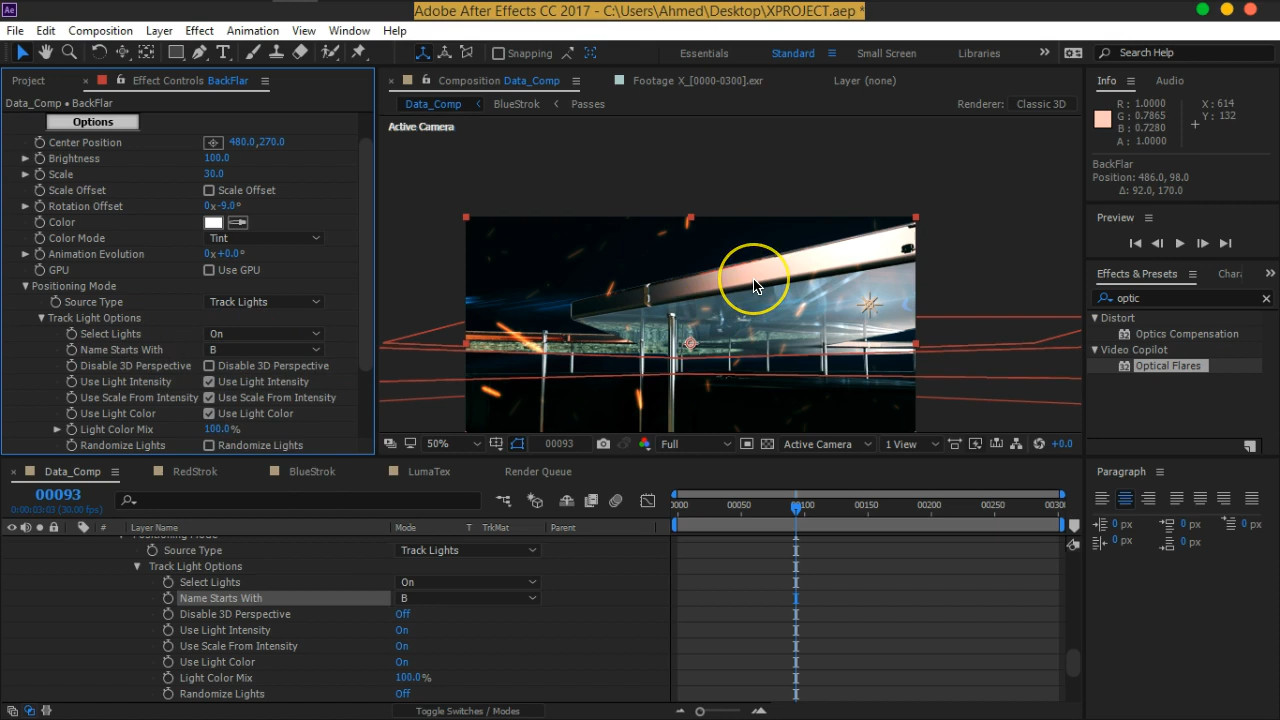 Ae
Adobe After Effects CC 2017 - C:\Users\Ahmed\Desktop\XPROJECT.aep *
File Edit Composition Layer Effect Animation View Window Help
Snapping Essentials Standard Small Screen Libraries Search Help
Project Effect Controls BackFlar
Data_Comp • BackFlar
Options
Center Position 480.0,270.0
Brightness 100.0
Scale 30.0
Scale Offset Scale Offset
Rotation Offset 0x-9.0°
Color
Color Mode Tint
Animation Evolution 0x+0.0°
GPU Use GPU
Positioning Mode
Source Type Track Lights
Track Light Options
Select Lights On
Name Starts With B
Disable 3D Perspective Disable 3D Perspective
Use Light Intensity Use Light Intensity
Use Scale From Intensity Use Scale From Intensity
Use Light Color Use Light Color
Light Color Mix 100.0%
Randomize Lights Randomize Lights
Composition Data_Comp Footage X_[0000-0300].exr Layer (none)
Data_Comp BlueStrok Passes Renderer: Classic 3D
Active Camera
50% 00093 Full Active Camera 1 View +0.0
Info Audio
R : 1.0000 X : 614
G : 0.7865 Y : 132
B : 0.7280
A : 1.0000
BackFlar
Position: 486.0, 98.0
Δ: 92.0, 170.0
Preview
Effects & Presets Chara
optic
Distort
32 Optics Compensation
Video Copilot
32 Optical Flares
Paragraph
0 px 0 px 0 px
0 px 0 px
Data_Comp RedStrok BlueStrok LumaTex Render Queue
00093
0:00:03:03 (30.00 fps)
# Layer Name Mode T TrkMat Parent
0000 00050 00100 00150 00200 00250 00300
Positioning Mode
Source Type Track Lights
Track Light Options
Select Lights On
Name Starts With B
Disable 3D Perspective Off
Use Light Intensity On
Use Scale From Intensity On
Use Light Color On
Light Color Mix 100.0%
Randomize Lights Off
Toggle Switches / Modes